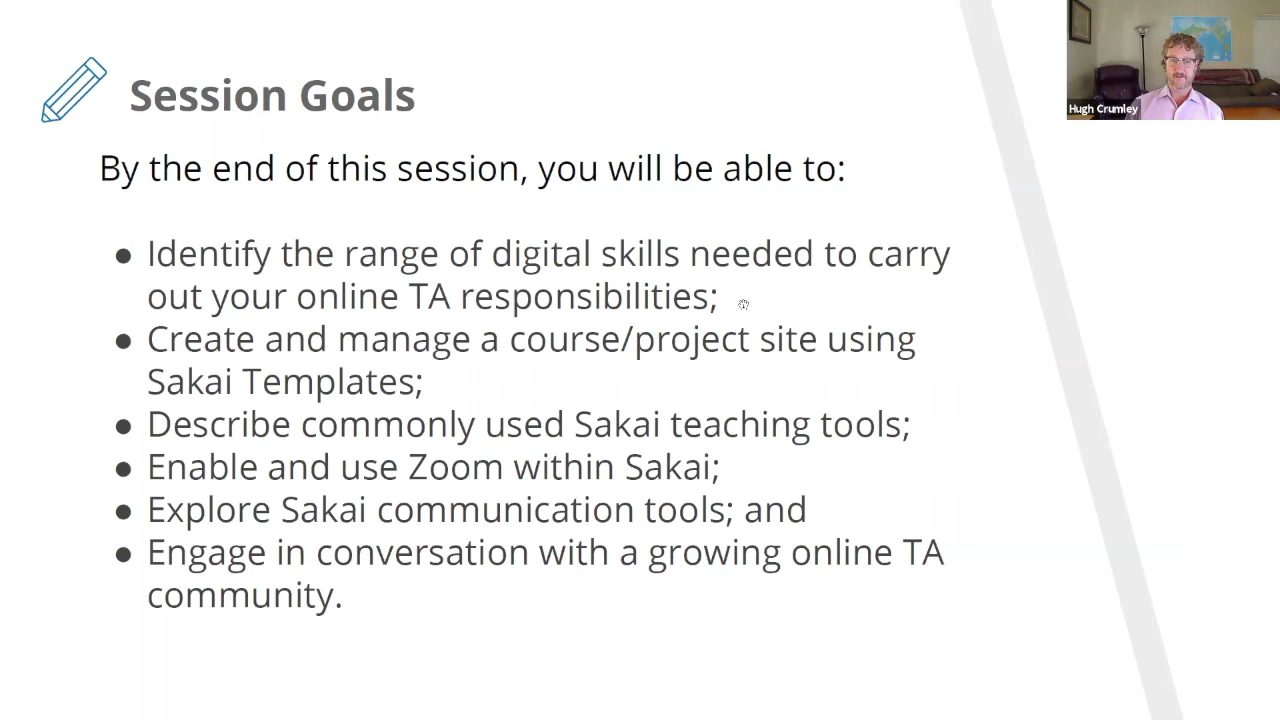 Session Goals
By the end of this session, you will be able to:
● Identify the range of digital skills needed to carry
out your online TA responsibilities;
● Create and manage a course/project site using
Sakai Templates;
● Describe commonly used Sakai teaching tools;
● Enable and use Zoom within Sakai;
● Explore Sakai communication tools; and
● Engage in conversation with a growing online TA
community.
Hugh Crumley